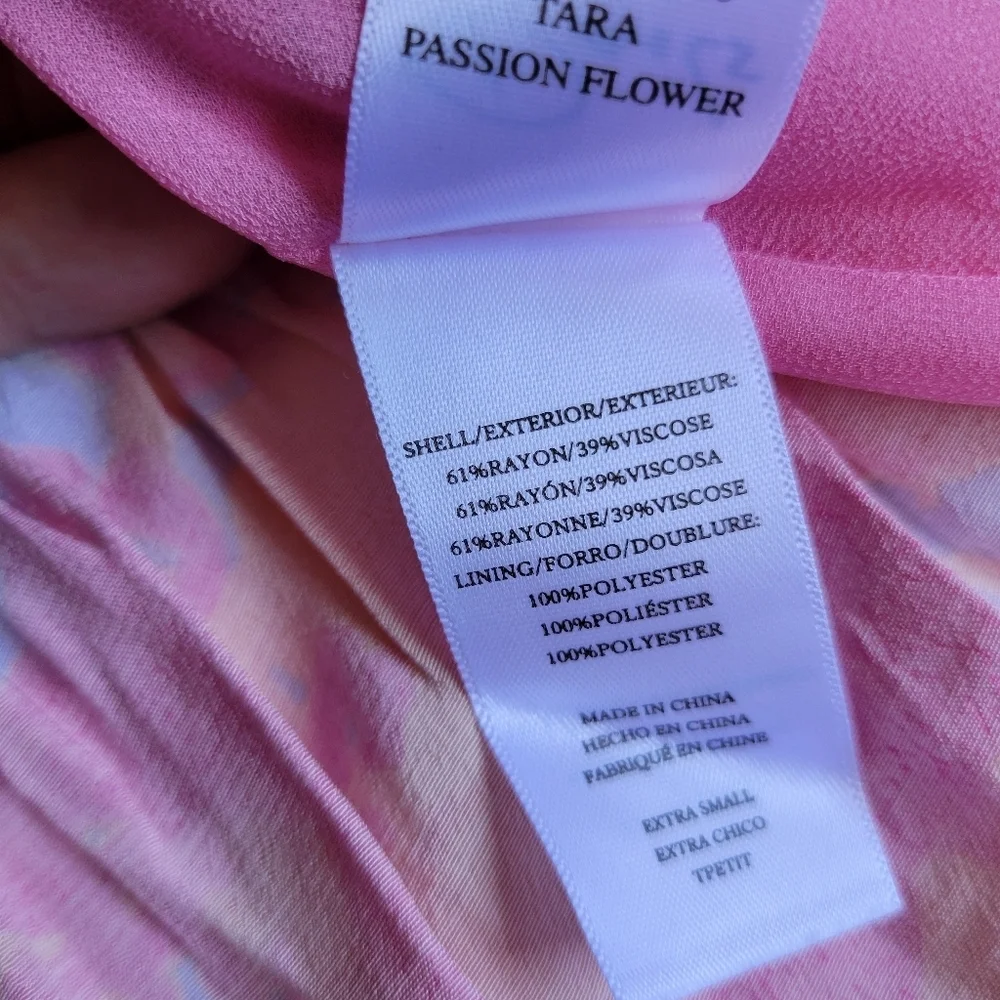 TARA
PASSION FLOWER
SHELL/EXTERIOR/EXTERIEUR:
61%RAYON/39%VISCOSE
61%RAYÓN/39%VISCOSA
61%RAYONNE/39%VISCOSE
LINING/FORRO/DOUBLURE:
100%POLYESTER
100%POLIÉSTER
100%POLYESTER
MADE IN CHINA
HECHO EN CHINA
FABRIQUÉ EN CHINE
EXTRA SMALL
EXTRA CHICO
TPETIT